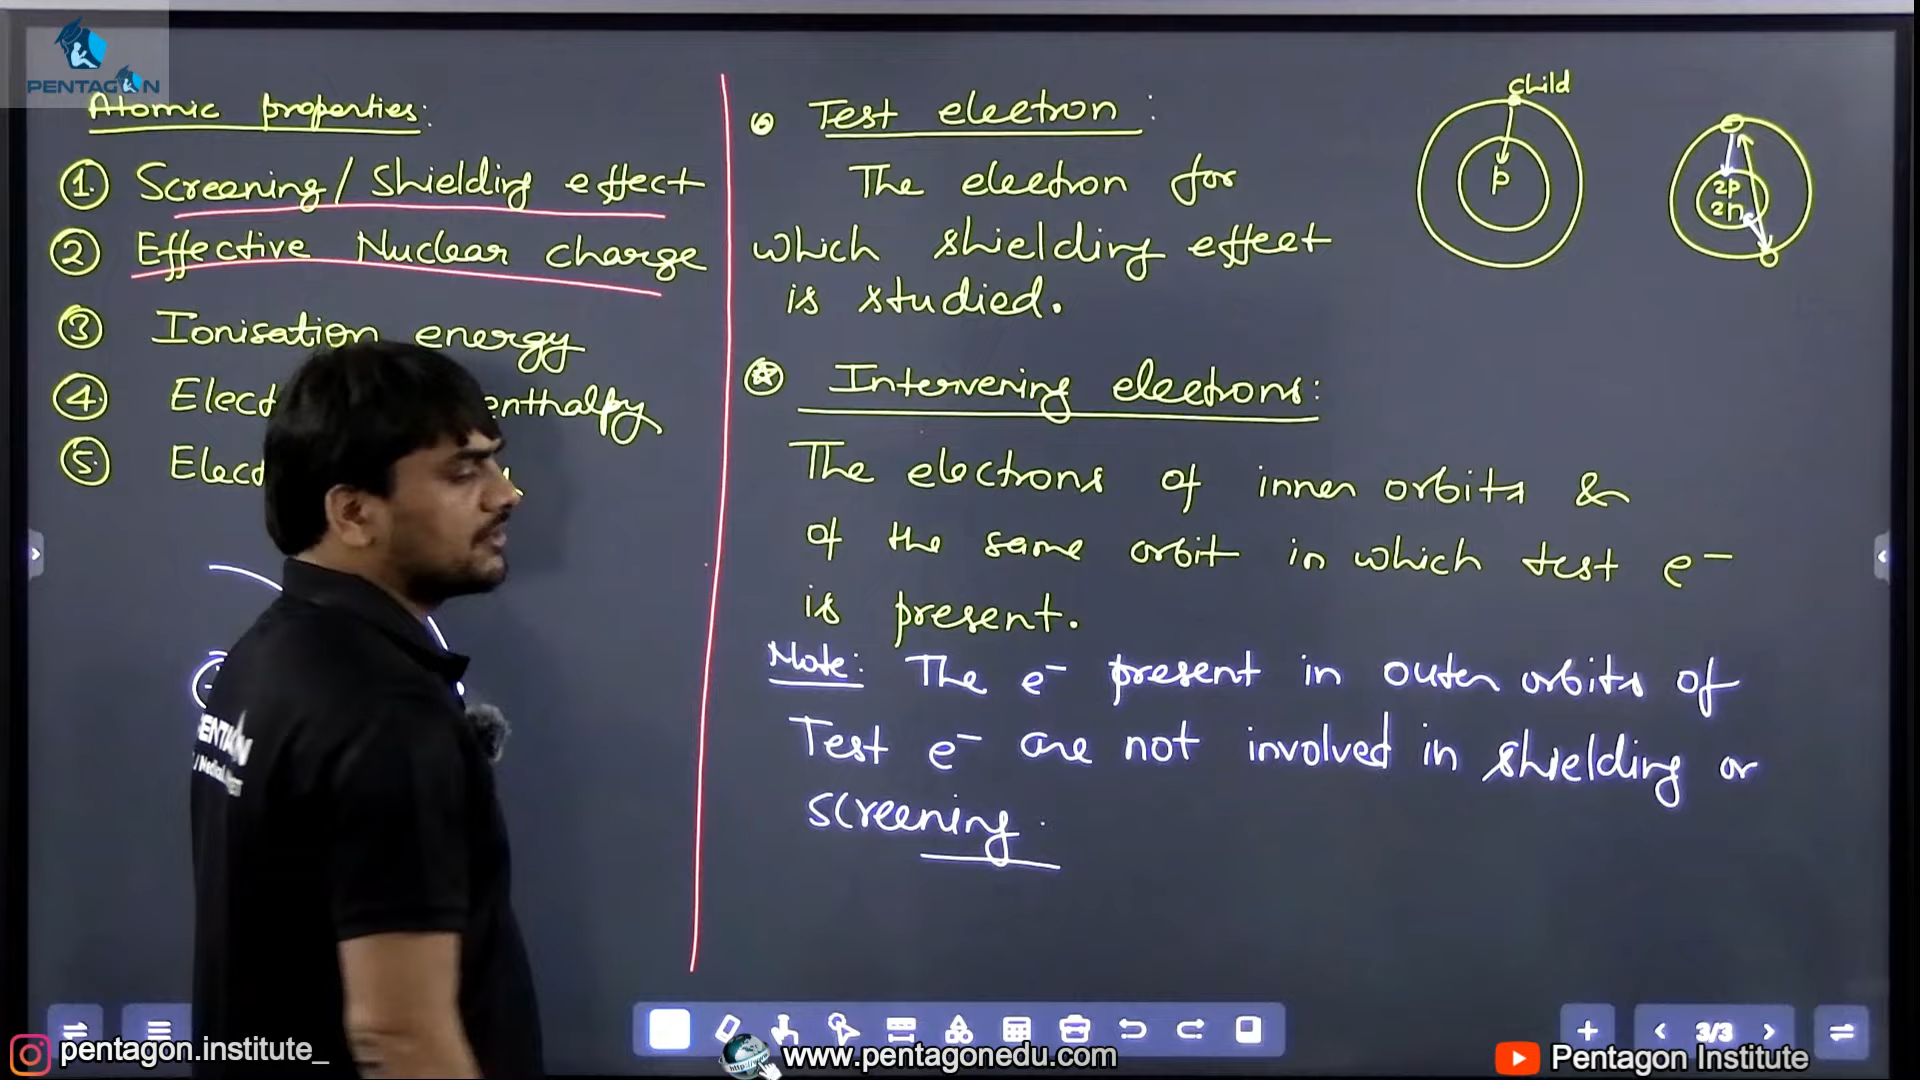 PENTAGON
Atomic properties:
1. Screening/Shielding effect
2 Effective Nuclear charge
3 Ionisation energy
4. Elect enthalpy
5. Elect
Test electron :
The electron for
which shielding effect
is studied.
Intervening electrons:
The electrons of inner orbits &
of the same orbit in which test e⁻
is present.
Note: The e⁻ present in outer orbits of
Test e⁻ are not involved in shielding or
screening.
child
p
2p
2n
3/3
pentagon.institute_
www.pentagonedu.com
Pentagon Institute